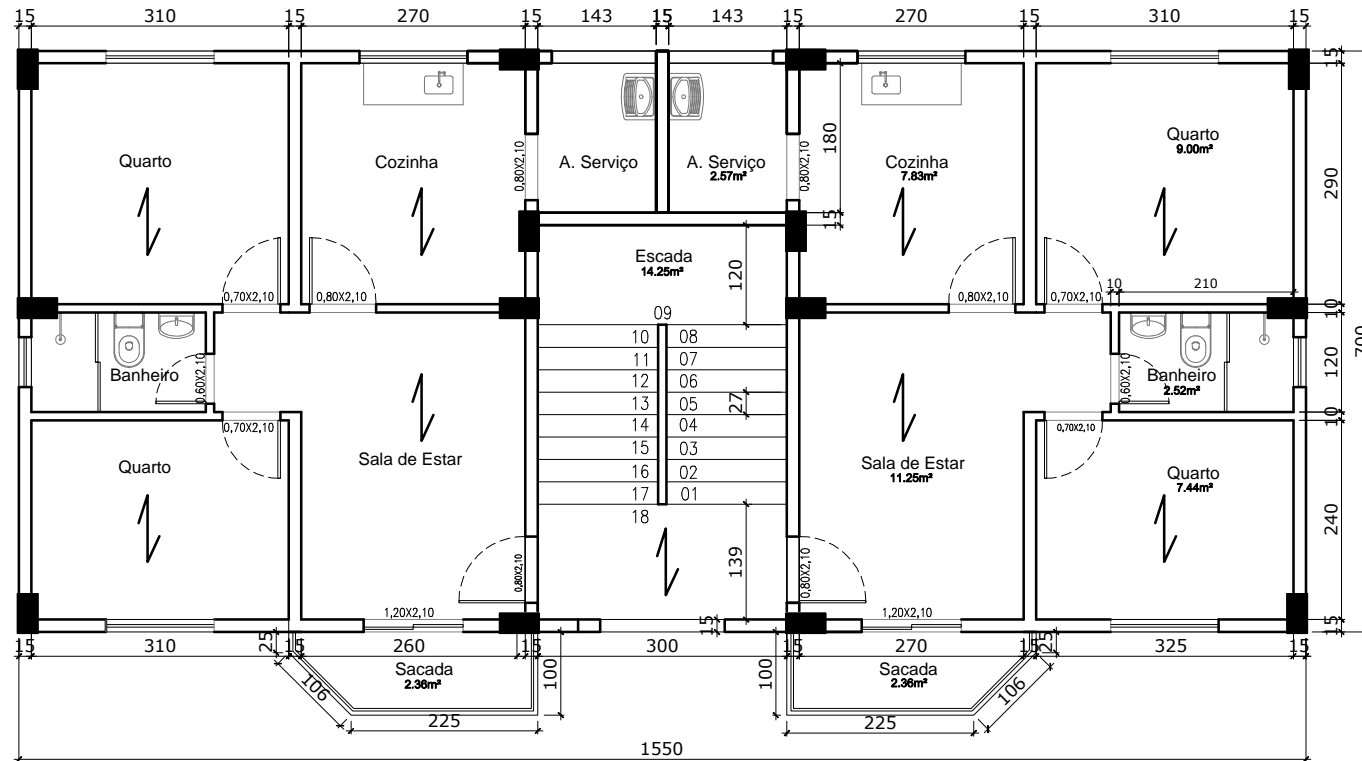 15 310 15 270 15 143 15 143 15 270 15 310 15
15
180
Quarto
Cozinha
0,80X2,10
A. Serviço
A. Serviço
2.57m²
0,80X2,10
Cozinha
7.83m²
Quarto
9.00m²
290
15
Escada
14.25m²
120
0,70X2,10
0,80X2,10
0,80X2,10
0,70X2,10
10 210
10
09
10 08
11 07
12 06
13 05
14 04
15 03
16 02
17 01
18
27
139
Banheiro
0,60X2,10
0,60X2,10
Banheiro
2.52m²
120
700
10
0,70X2,10
0,70X2,10
Quarto
Sala de Estar
Sala de Estar
11.25m²
Quarto
7.44m²
240
0,80X2,10
0,80X2,10
1,20X2,10
1,20X2,10
15
15
15 310 15 260 15 300 15 270 15 325 15
25
25
Sacada
2.36m²
Sacada
2.36m²
106
100
100
106
225
225
1550